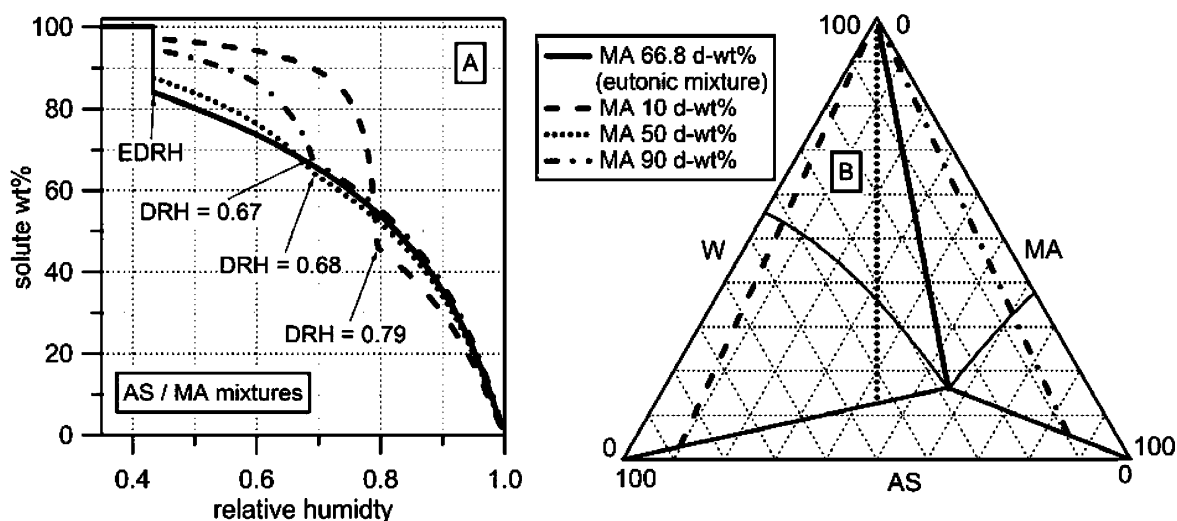 100
80
60
40
20
0
solute wt%
A
EDRH
DRH = 0.67
DRH = 0.68
DRH = 0.79
AS / MA mixtures
0.4 0.6 0.8 1.0
relative humidty
MA 66.8 d-wt%
(eutonic mixture)
MA 10 d-wt%
MA 50 d-wt%
MA 90 d-wt%
100 0
B
W MA
0 100
100 0
AS